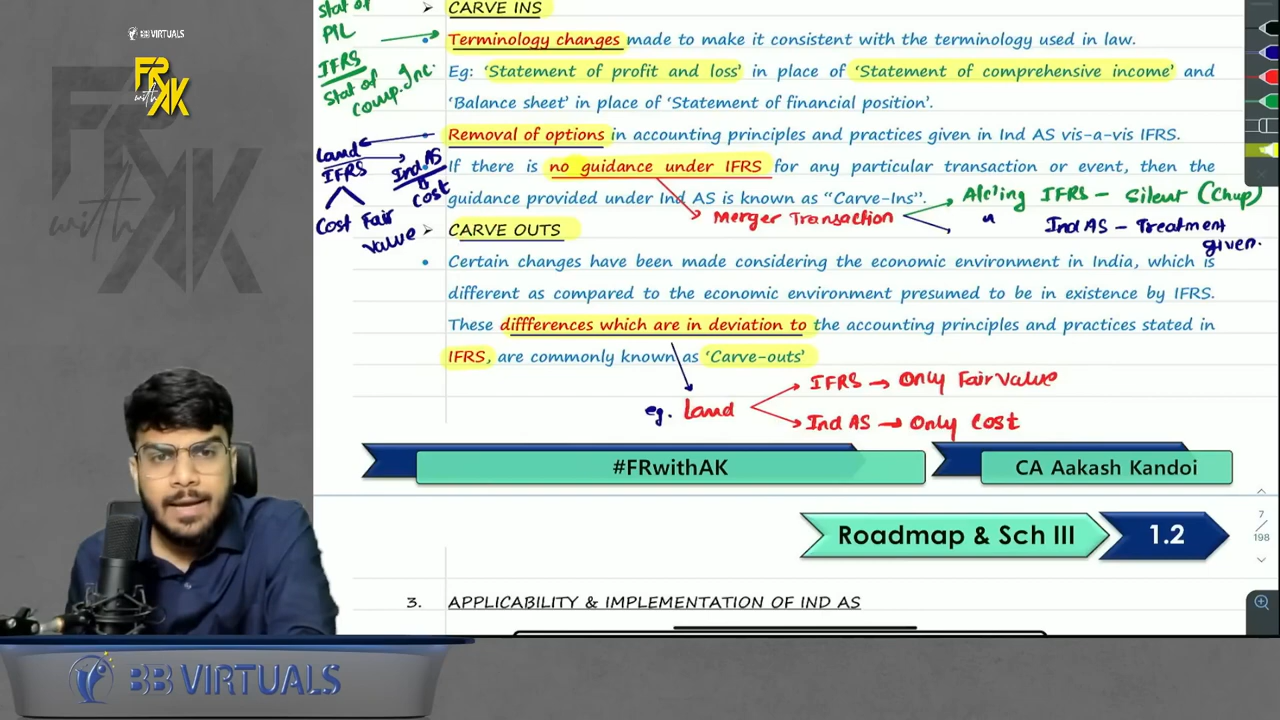 CARVE INS
Stat of
P/L
IFRS
Stat of
Comp. Inc.
Terminology changes made to make it consistent with the terminology used in law.
Eg: ‘Statement of profit and loss’ in place of ‘Statement of comprehensive income’ and
‘Balance sheet’ in place of ‘Statement of financial position’.
Removal of options in accounting principles and practices given in Ind AS vis-a-vis IFRS.
Land
IFRS
Cost Fair
Value
Ind AS
Cost
If there is no guidance under IFRS for any particular transaction or event, then the
guidance provided under Ind AS is known as “Carve-Ins”.
Merger Transaction
IFRS – Silent (Chup)
Ind AS – Treatment
given.
CARVE OUTS
Certain changes have been made considering the economic environment in India, which is
different as compared to the economic environment presumed to be in existence by IFRS.
These diffferences which are in deviation to the accounting principles and practices stated in
IFRS, are commonly known as ‘Carve-outs’
eg. Land
IFRS → Only Fair Value
Ind AS → Only Cost
#FRwithAK
CA Aakash Kandoi
Roadmap & Sch III
1.2
3. APPLICABILITY & IMPLEMENTATION OF IND AS
7
/
198
BB VIRTUALS
FR
with
AK
FR
with
AK
BB VIRTUALS